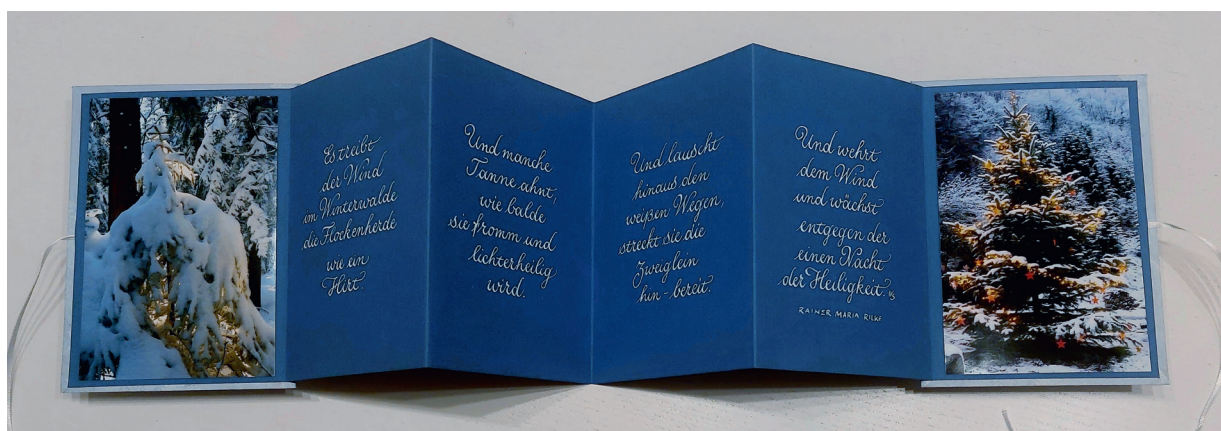 Es treibt
der Wind
im Winterwalde
die Flockenherde
wie ein
Hirt.
Und manche
Tanne ahnt,
wie balde
sie fromm und
lichterheilig
wird.
Und lauscht
hinaus den
weißen Wegen,
streckt sie die
Zweiglein
hin - bereit.
Und wehrt
dem Wind
und wächst
entgegen der
einen Nacht
der Heiligkeit.
RAINER MARIA RILKE